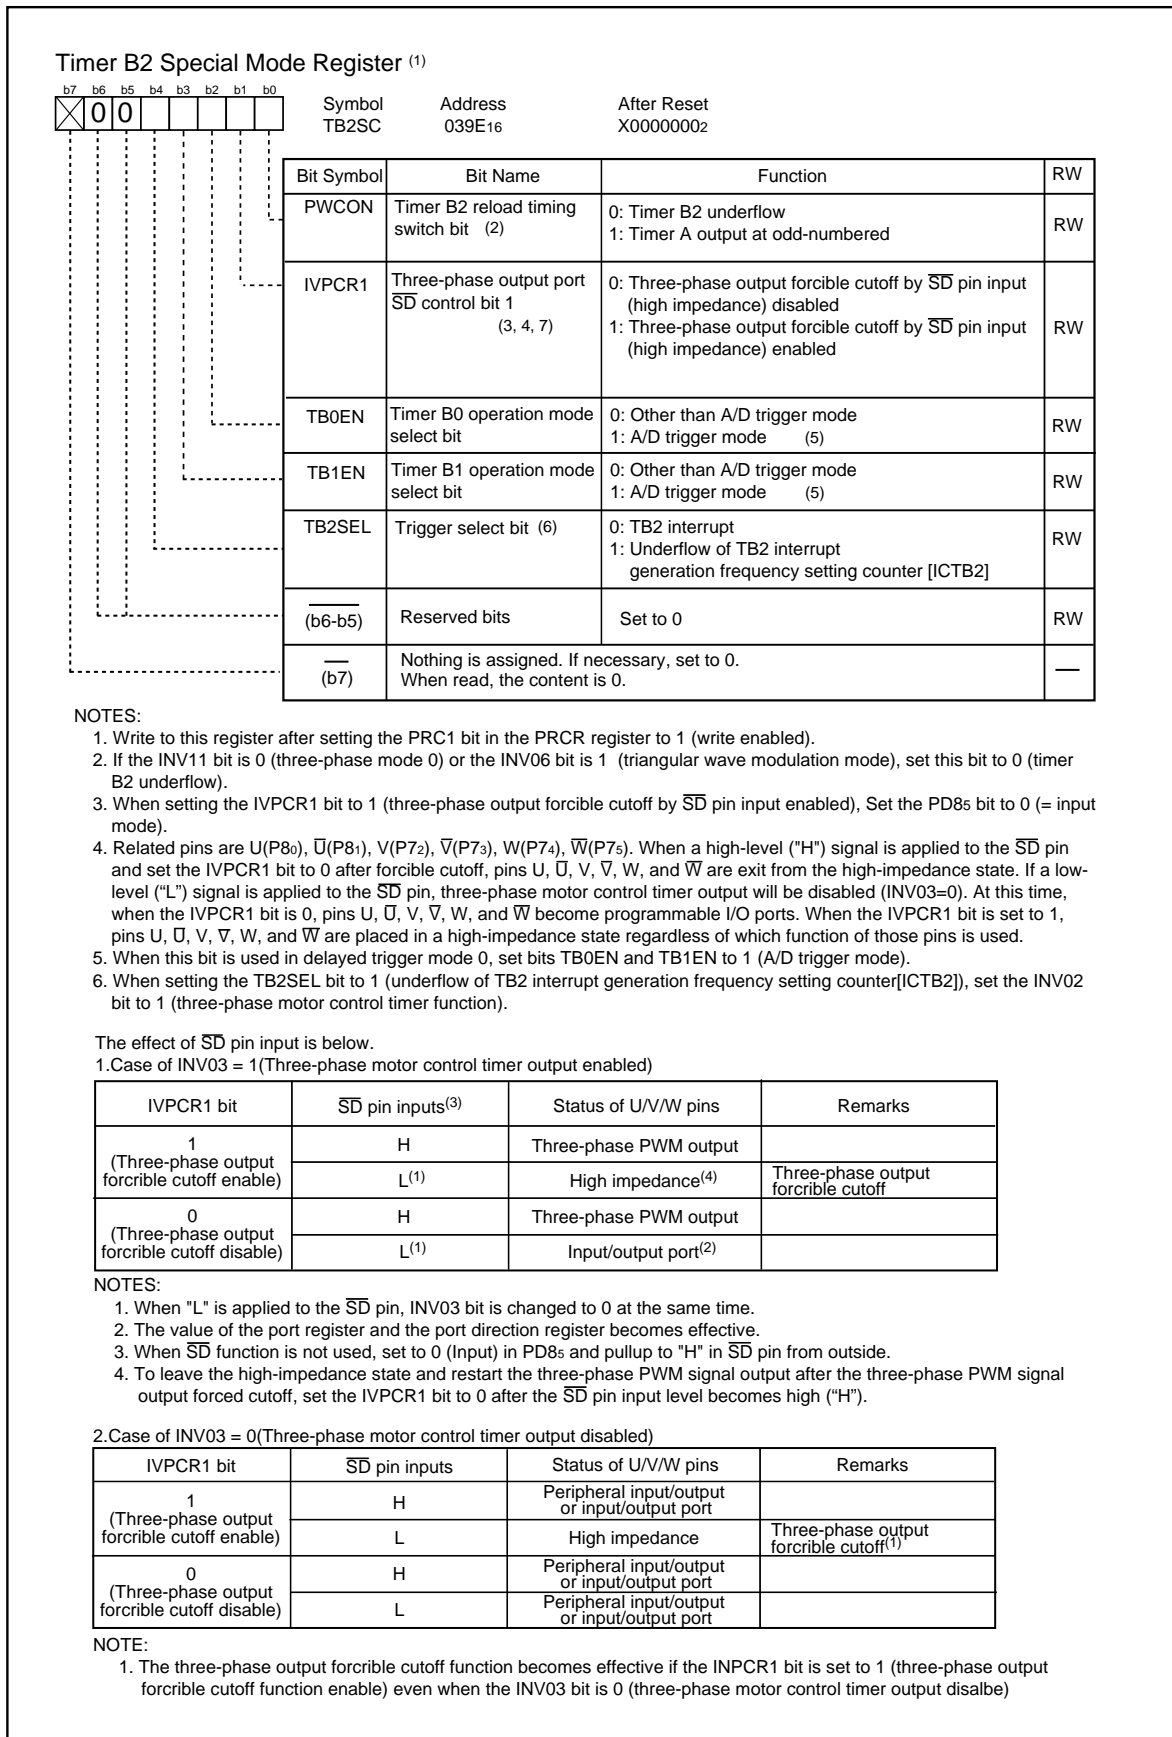 Timer B2 Special Mode Register (1)
b7 b6 b5 b4 b3 b2 b1 b0
0 0
Symbol Address After Reset
TB2SC 039E16 X00000002
Bit Symbol Bit Name Function RW
PWCON Timer B2 reload timing switch bit (2) 0: Timer B2 underflow
1: Timer A output at odd-numbered RW
IVPCR1 Three-phase output port S̅D̅ control bit 1 (3, 4, 7) 0: Three-phase output forcible cutoff by S̅D̅ pin input
(high impedance) disabled
1: Three-phase output forcible cutoff by S̅D̅ pin input
(high impedance) enabled RW
TB0EN Timer B0 operation mode select bit 0: Other than A/D trigger mode
1: A/D trigger mode (5) RW
TB1EN Timer B1 operation mode select bit 0: Other than A/D trigger mode
1: A/D trigger mode (5) RW
TB2SEL Trigger select bit (6) 0: TB2 interrupt
1: Underflow of TB2 interrupt
generation frequency setting counter [ICTB2] RW
(b6-b5) Reserved bits Set to 0 RW
(b7) Nothing is assigned. If necessary, set to 0.
When read, the content is 0. —
NOTES:
1. Write to this register after setting the PRC1 bit in the PRCR register to 1 (write enabled).
2. If the INV11 bit is 0 (three-phase mode 0) or the INV06 bit is 1 (triangular wave modulation mode), set this bit to 0 (timer
B2 underflow).
3. When setting the IVPCR1 bit to 1 (three-phase output forcible cutoff by S̅D̅ pin input enabled), Set the PD85 bit to 0 (= input
mode).
4. Related pins are U(P80), U̅(P81), V(P72), V̅(P73), W(P74), W̅(P75). When a high-level ("H") signal is applied to the S̅D̅ pin
and set the IVPCR1 bit to 0 after forcible cutoff, pins U, U̅, V, V̅, W, and W̅ are exit from the high-impedance state. If a low-
level (“L”) signal is applied to the S̅D̅ pin, three-phase motor control timer output will be disabled (INV03=0). At this time,
when the IVPCR1 bit is 0, pins U, U̅, V, V̅, W, and W̅ become programmable I/O ports. When the IVPCR1 bit is set to 1,
pins U, U̅, V, V̅, W, and W̅ are placed in a high-impedance state regardless of which function of those pins is used.
5. When this bit is used in delayed trigger mode 0, set bits TB0EN and TB1EN to 1 (A/D trigger mode).
6. When setting the TB2SEL bit to 1 (underflow of TB2 interrupt generation frequency setting counter[ICTB2]), set the INV02
bit to 1 (three-phase motor control timer function).
The effect of S̅D̅ pin input is below.
1.Case of INV03 = 1(Three-phase motor control timer output enabled)
IVPCR1 bit S̅D̅ pin inputs(3) Status of U/V/W pins Remarks
1
(Three-phase output
forcrible cutoff enable) H Three-phase PWM output
L(1) High impedance(4) Three-phase output
forcrible cutoff
0
(Three-phase output
forcrible cutoff disable) H Three-phase PWM output
L(1) Input/output port(2)
NOTES:
1. When "L" is applied to the S̅D̅ pin, INV03 bit is changed to 0 at the same time.
2. The value of the port register and the port direction register becomes effective.
3. When S̅D̅ function is not used, set to 0 (Input) in PD85 and pullup to "H" in S̅D̅ pin from outside.
4. To leave the high-impedance state and restart the three-phase PWM signal output after the three-phase PWM signal
output forced cutoff, set the IVPCR1 bit to 0 after the S̅D̅ pin input level becomes high (“H”).
2.Case of INV03 = 0(Three-phase motor control timer output disabled)
IVPCR1 bit S̅D̅ pin inputs Status of U/V/W pins Remarks
1
(Three-phase output
forcrible cutoff enable) H Peripheral input/output
or input/output port
L High impedance Three-phase output
forcrible cutoff(1)
0
(Three-phase output
forcrible cutoff disable) H Peripheral input/output
or input/output port
L Peripheral input/output
or input/output port
NOTE:
1. The three-phase output forcrible cutoff function becomes effective if the INPCR1 bit is set to 1 (three-phase output
forcrible cutoff function enable) even when the INV03 bit is 0 (three-phase motor control timer output disalbe)